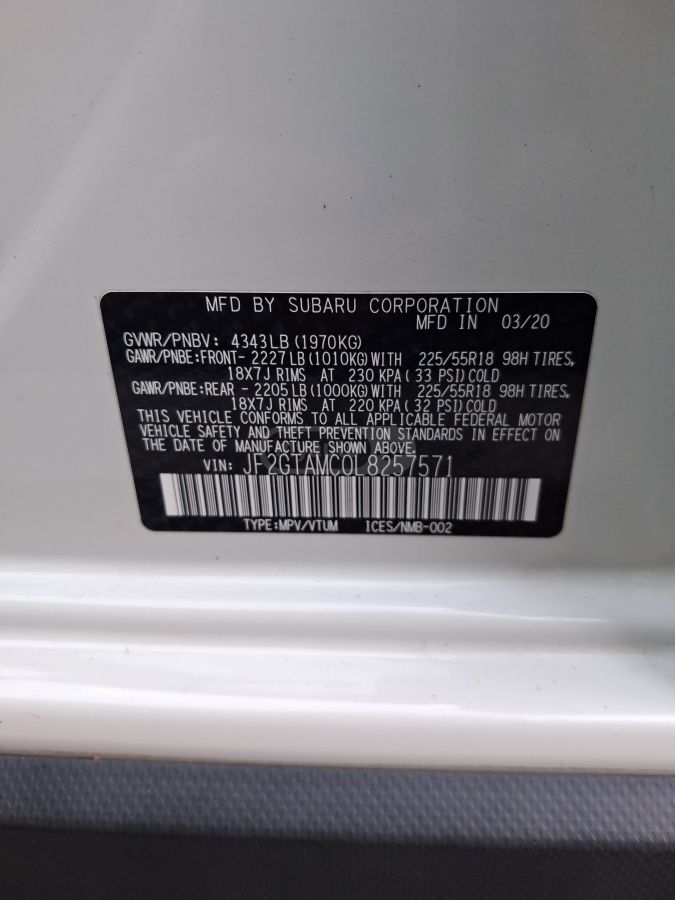 MFD BY SUBARU CORPORATION
MFD IN 03/20
GVWR/PNBV: 4343LB (1970KG)
GAWR/PNBE:FRONT- 2227LB (1010KG) WITH 225/55R18 98H TIRES,
18X7J RIMS AT 230 KPA( 33 PSI) COLD
GAWR/PNBE:REAR - 2205LB (1000KG) WITH 225/55R18 98H TIRES,
18X7J RIMS AT 220 KPA( 32 PSI) COLD
THIS VEHICLE CONFORMS TO ALL APPLICABLE FEDERAL MOTOR
VEHICLE SAFETY AND THEFT PREVENTION STANDARDS IN EFFECT ON
THE DATE OF MANUFACTURE SHOWN ABOVE.
VIN: JF2GTAMC0L8257571
TYPE:MPV/VTUM ICES/NMB-002